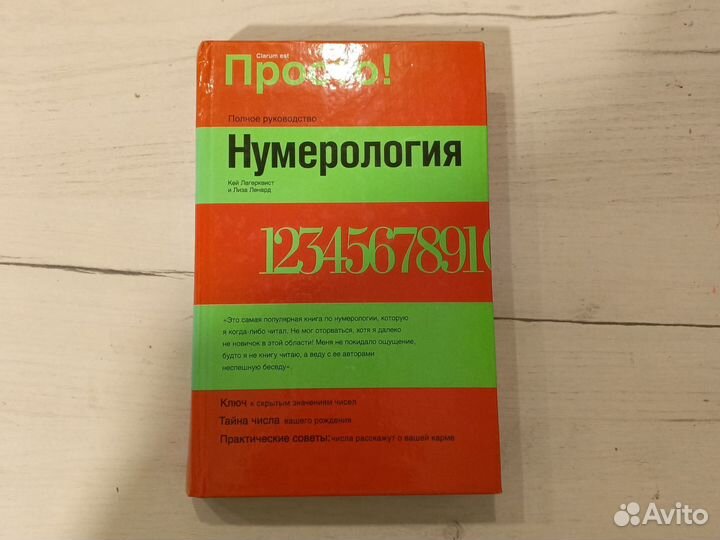 Clarum est
Просто!
Полное руководство
Нумерология
Кей Лагерквист
и Лиза Ленард
12345678910
«Это самая популярная книга по нумерологии, которую
я когда-либо читал. Не мог оторваться, хотя я далеко
не новичок в этой области! Меня не покидало ощущение,
будто я не книгу читаю, а веду с ее авторами
неспешную беседу».
Ключ к скрытым значениям чисел
Тайна числа вашего рождения
Практические советы: числа расскажут о вашей карме
Avito